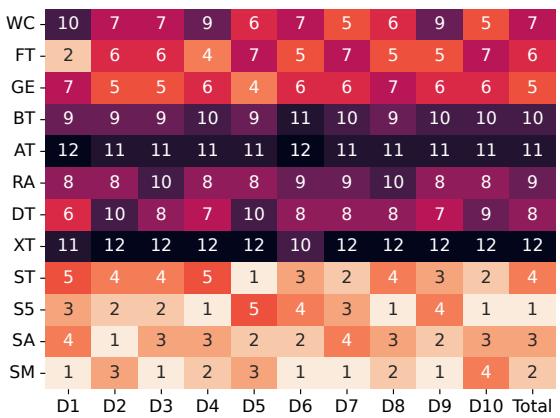 WC 10 7 7 9 6 7 5 6 9 5 7
FT 2 6 6 4 7 5 7 5 5 7 6
GE 7 5 5 6 4 6 6 7 6 6 5
BT 9 9 9 10 9 11 10 9 10 10 10
AT 12 11 11 11 11 12 11 11 11 11 11
RA 8 8 10 8 8 9 9 10 8 8 9
DT 6 10 8 7 10 8 8 8 7 9 8
XT 11 12 12 12 12 10 12 12 12 12 12
ST 5 4 4 5 1 3 2 4 3 2 4
S5 3 2 2 1 5 4 3 1 4 1 1
SA 4 1 3 3 2 2 4 3 2 3 3
SM 1 3 1 2 3 1 1 2 1 4 2
D1 D2 D3 D4 D5 D6 D7 D8 D9 D10 Total